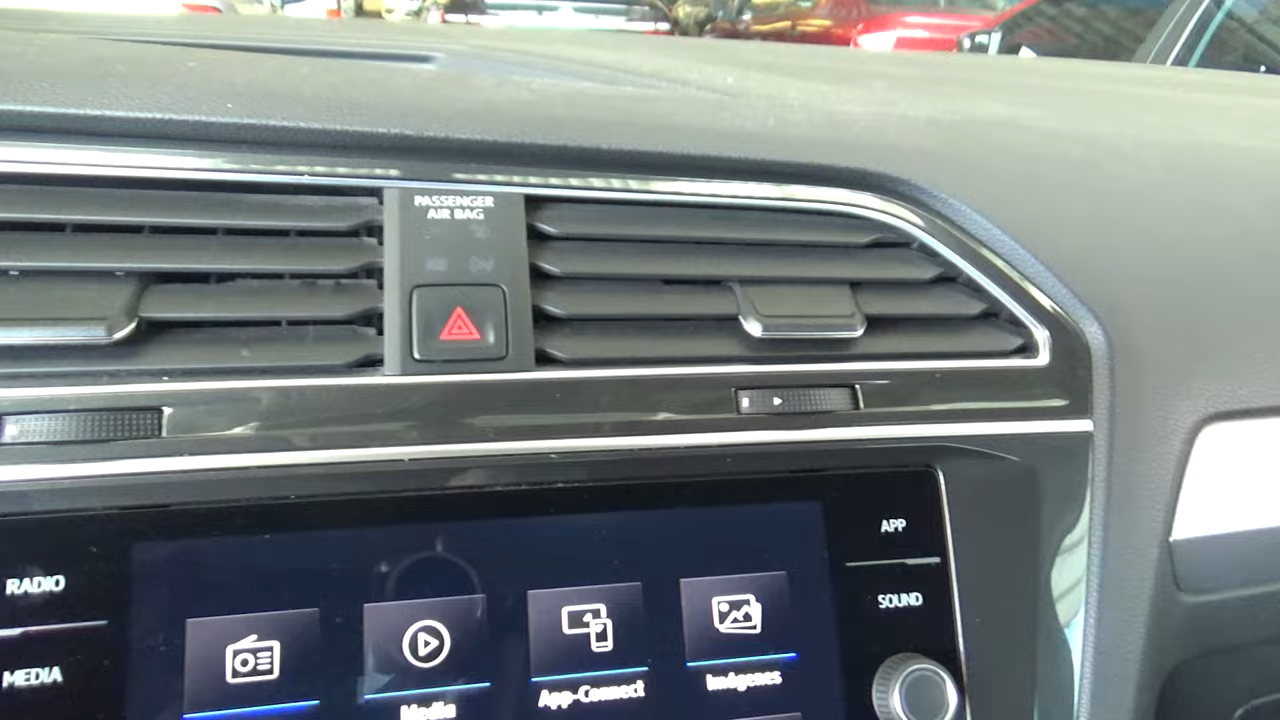 PASSENGER
AIR BAG
RADIO
MEDIA
APP
SOUND
Media
App-Connect
Imágenes